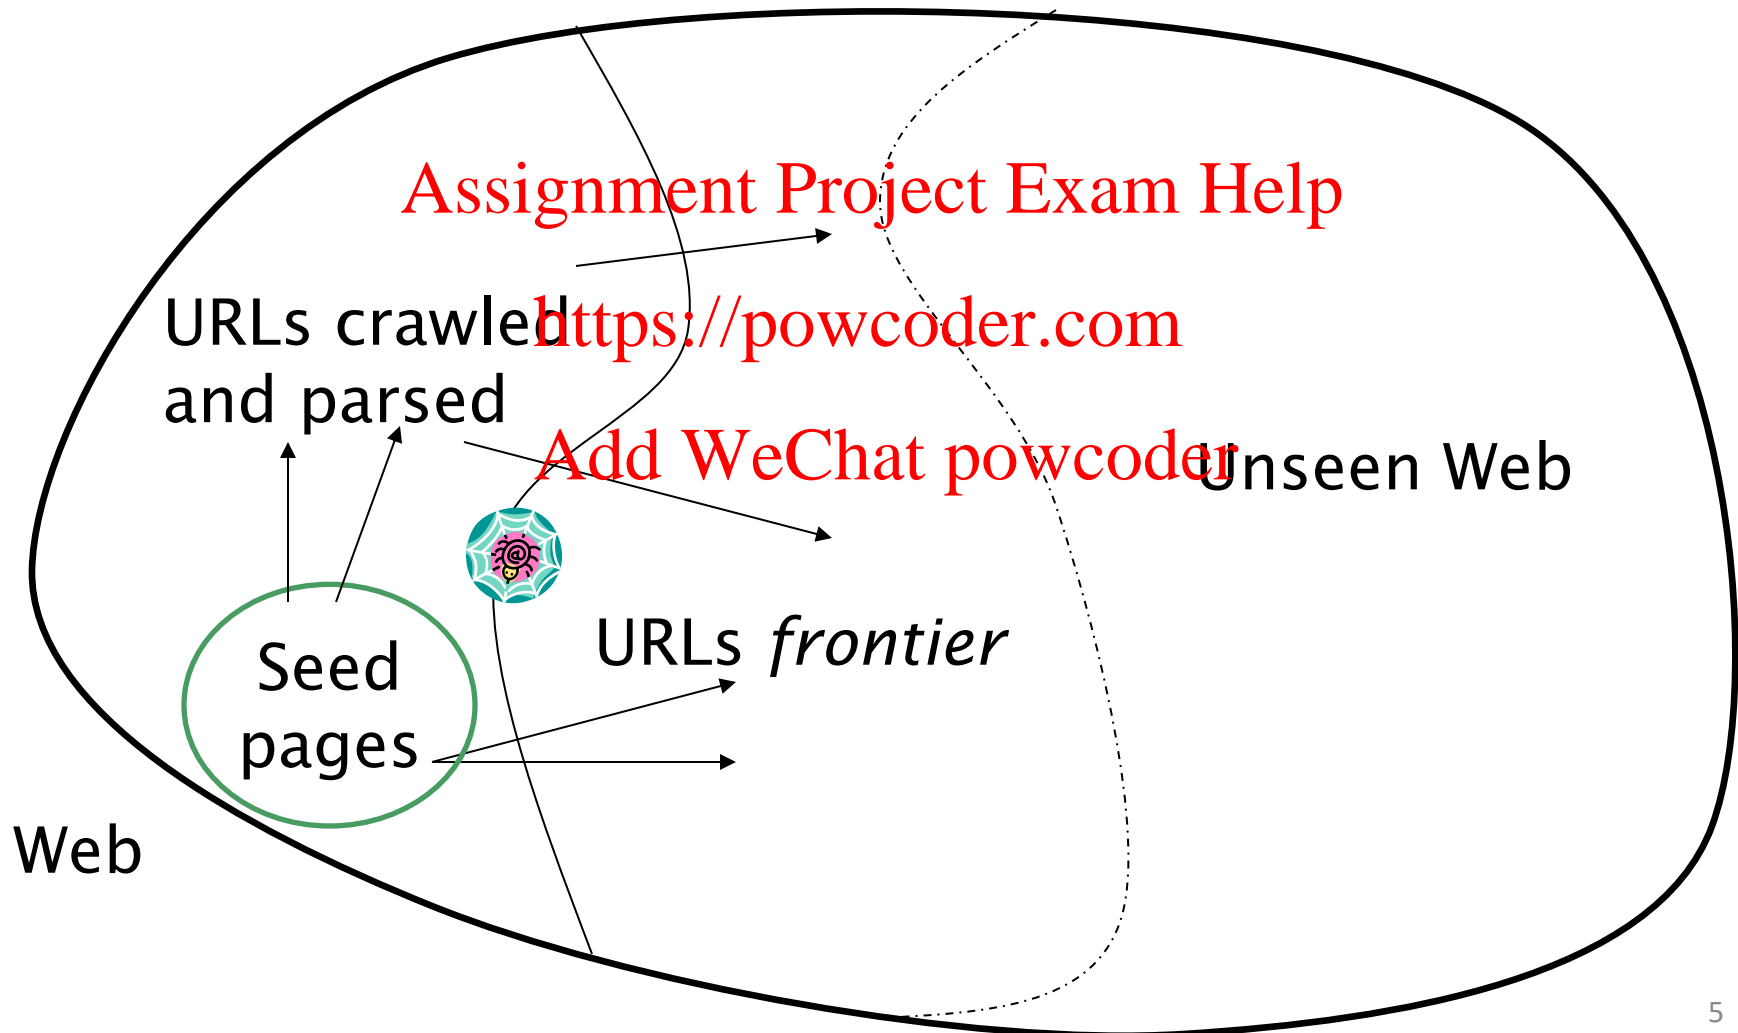 Assignment Project Exam Help
URLs crawled
and parsed
https://powcoder.com
Add WeChat powcoder
Unseen Web
URLs frontier
Seed
pages
Web
5